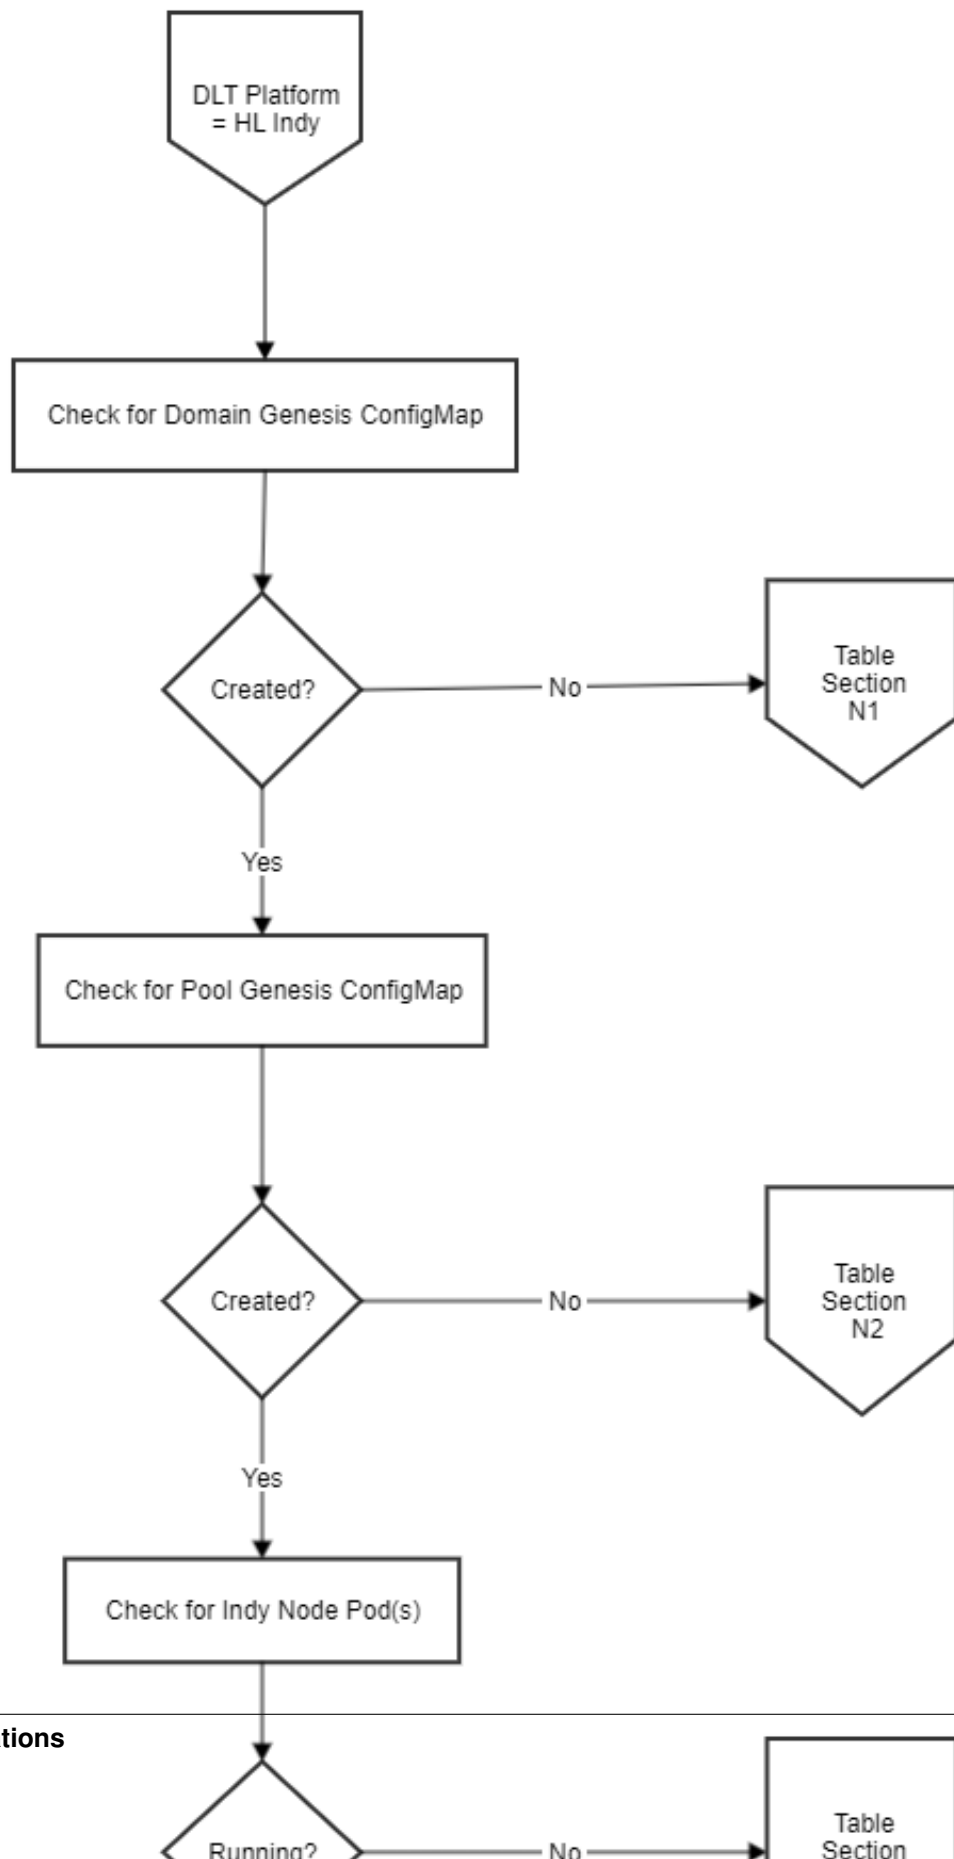 DLT Platform
= HL Indy
Check for Domain Genesis ConfigMap
Created?
No
Table
Section
N1
Yes
Check for Pool Genesis ConfigMap
Created?
No
Table
Section
N2
Yes
Check for Indy Node Pod(s)
tions
Running?
No
Table
Section